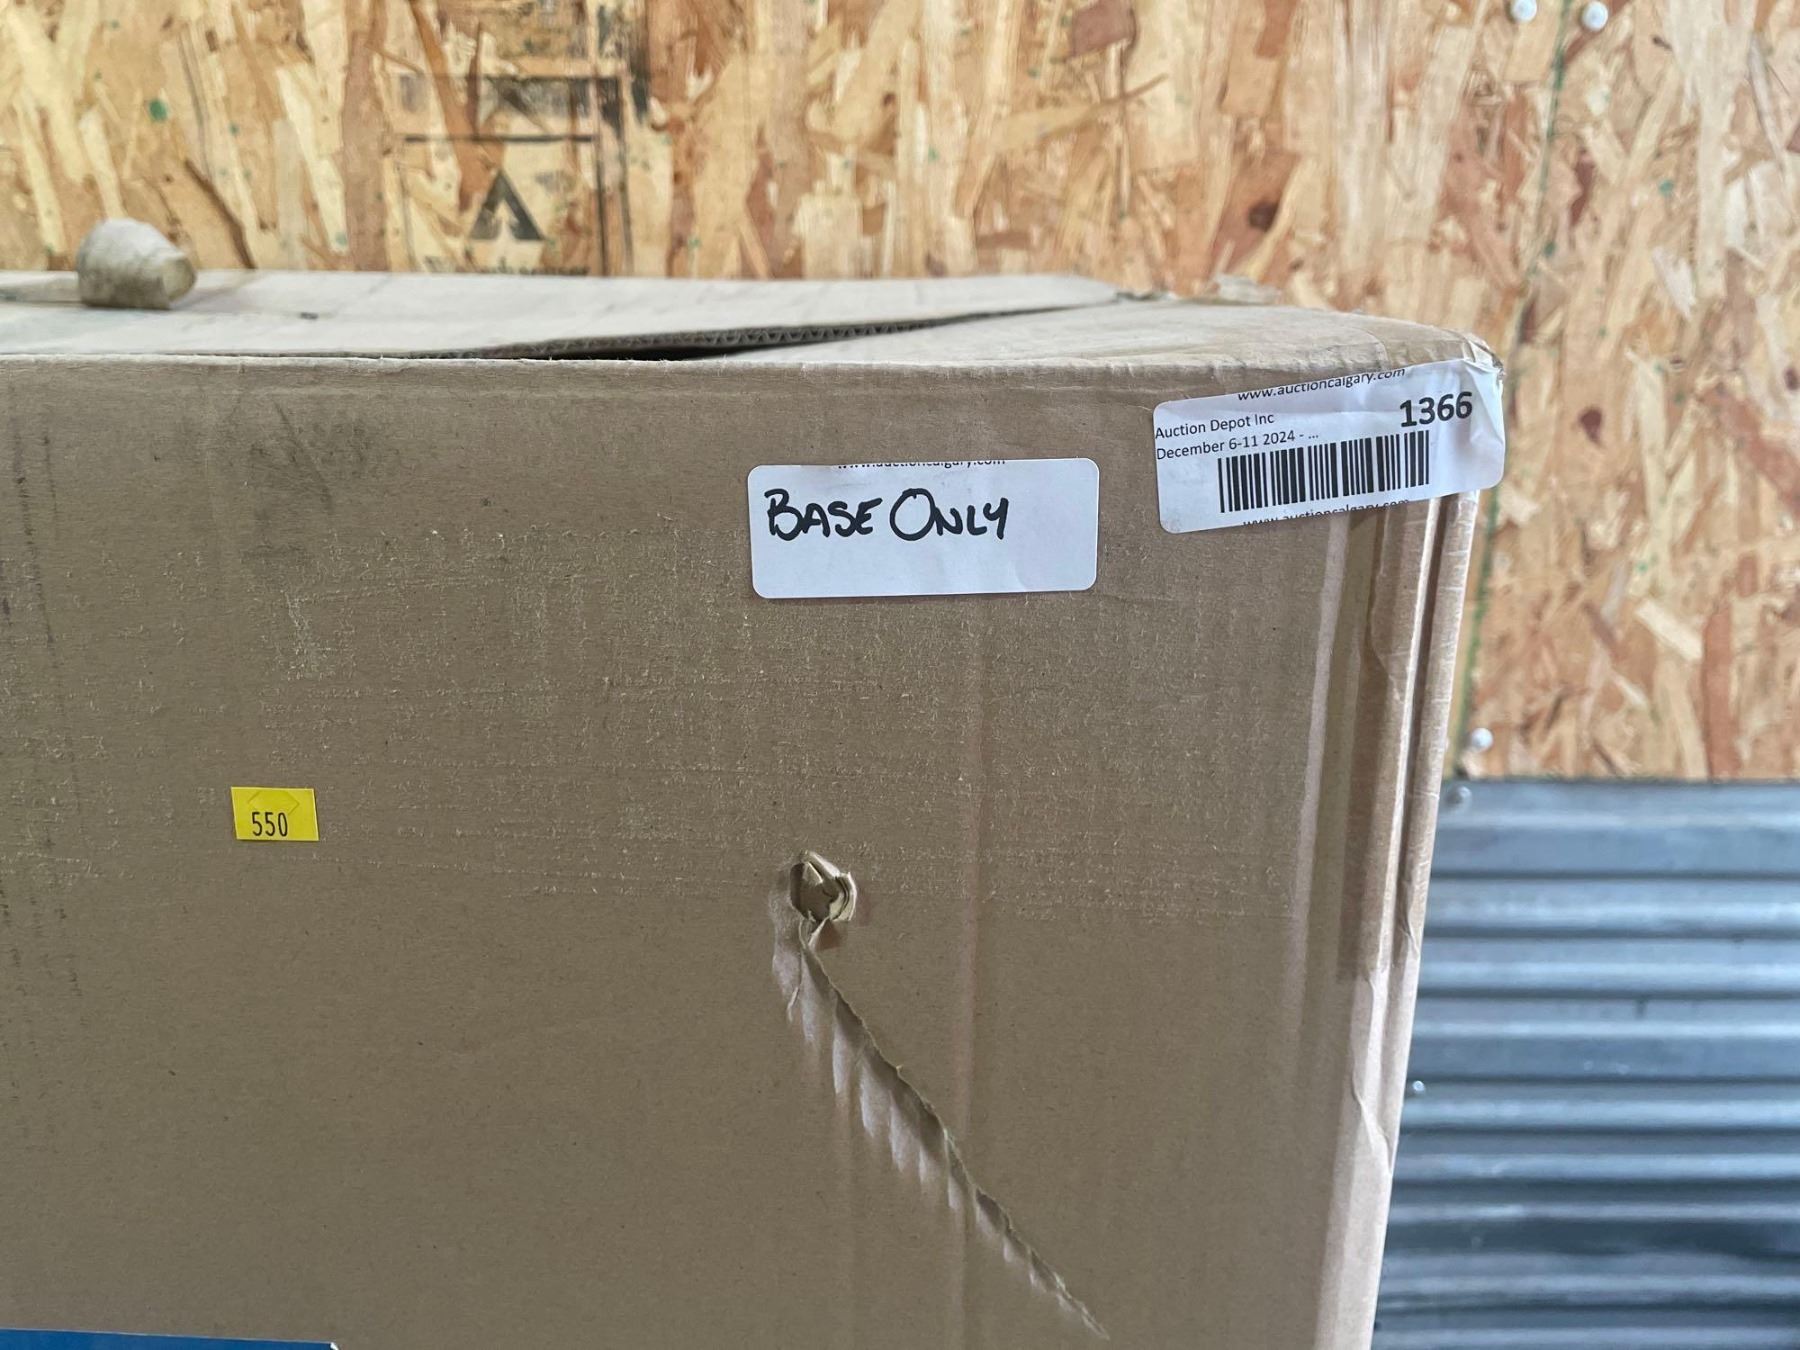 www.auctioncalgary.com
Auction Depot Inc
1366
December 6-11 2024 - ...
www.auctioncalgary.com
www.auctioncalgary.com
BASE ONLY
550